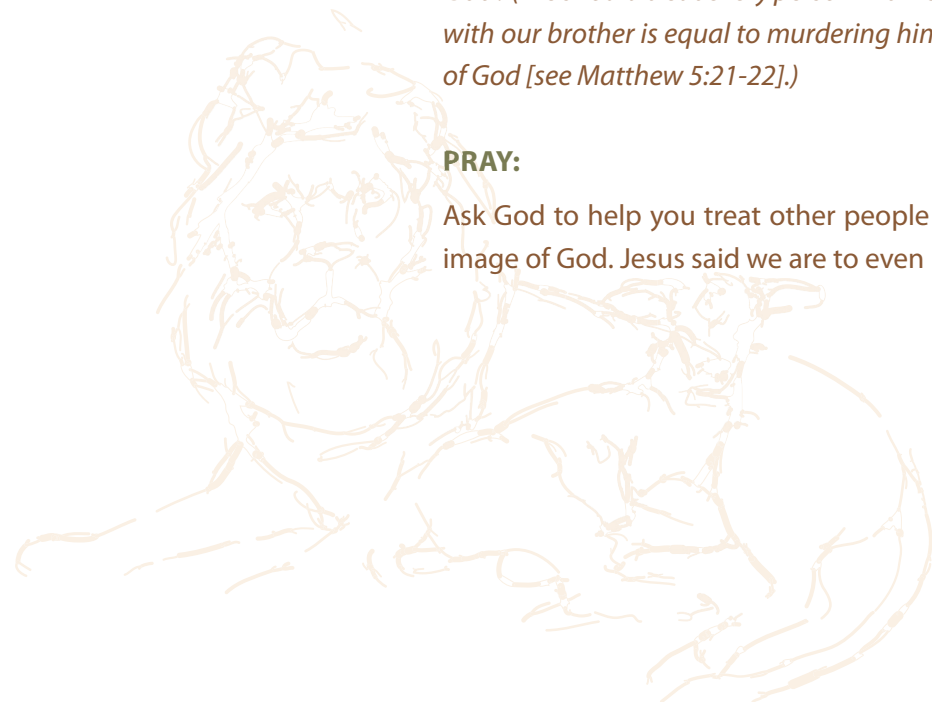 with our brother is equal to murdering him
of God [see Matthew 5:21-22].)
PRAY:
Ask God to help you treat other people
image of God. Jesus said we are to even